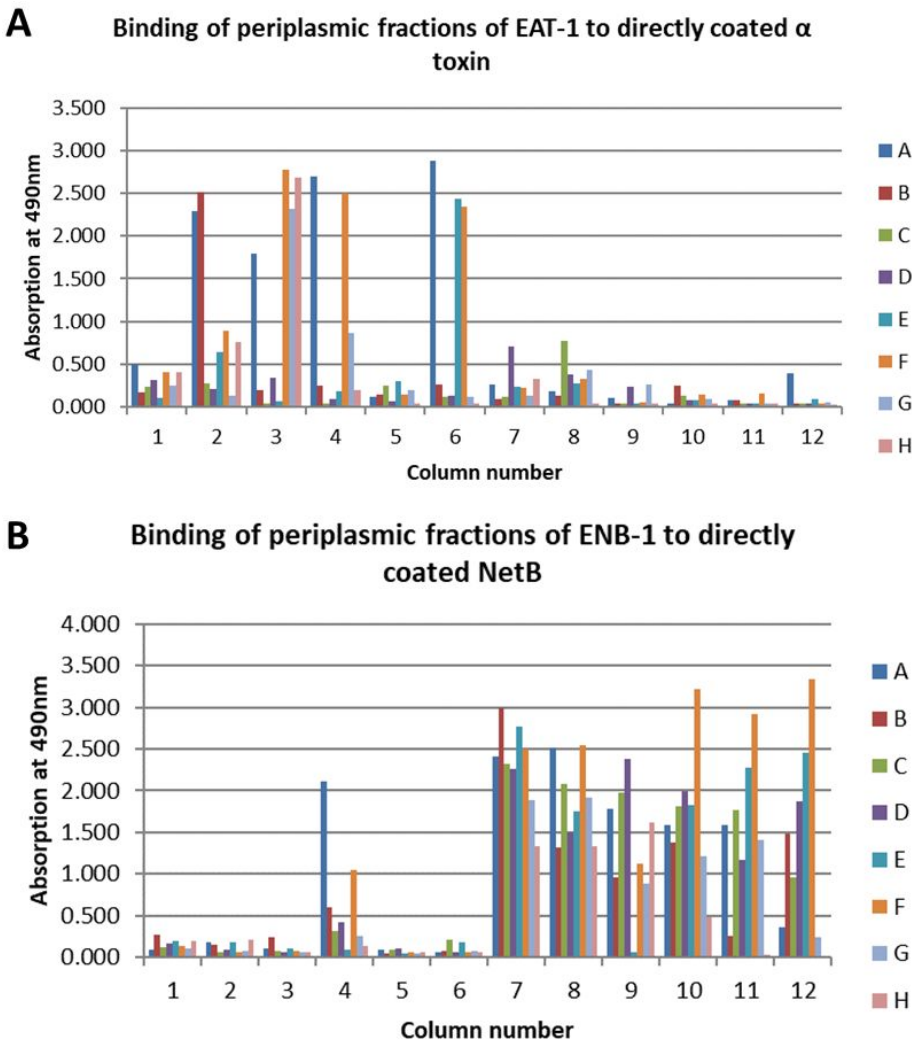 A
Binding of periplasmic fractions of EAT-1 to directly coated α
toxin
Absorption at 490nm
3.500
3.000
2.500
2.000
1.500
1.000
0.500
0.000
1 2 3 4 5 6 7 8 9 10 11 12
Column number
A
B
C
D
E
F
G
H
B
Binding of periplasmic fractions of ENB-1 to directly
coated NetB
Absorption at 490nm
4.000
3.500
3.000
2.500
2.000
1.500
1.000
0.500
0.000
1 2 3 4 5 6 7 8 9 10 11 12
Column number
A
B
C
D
E
F
G
H